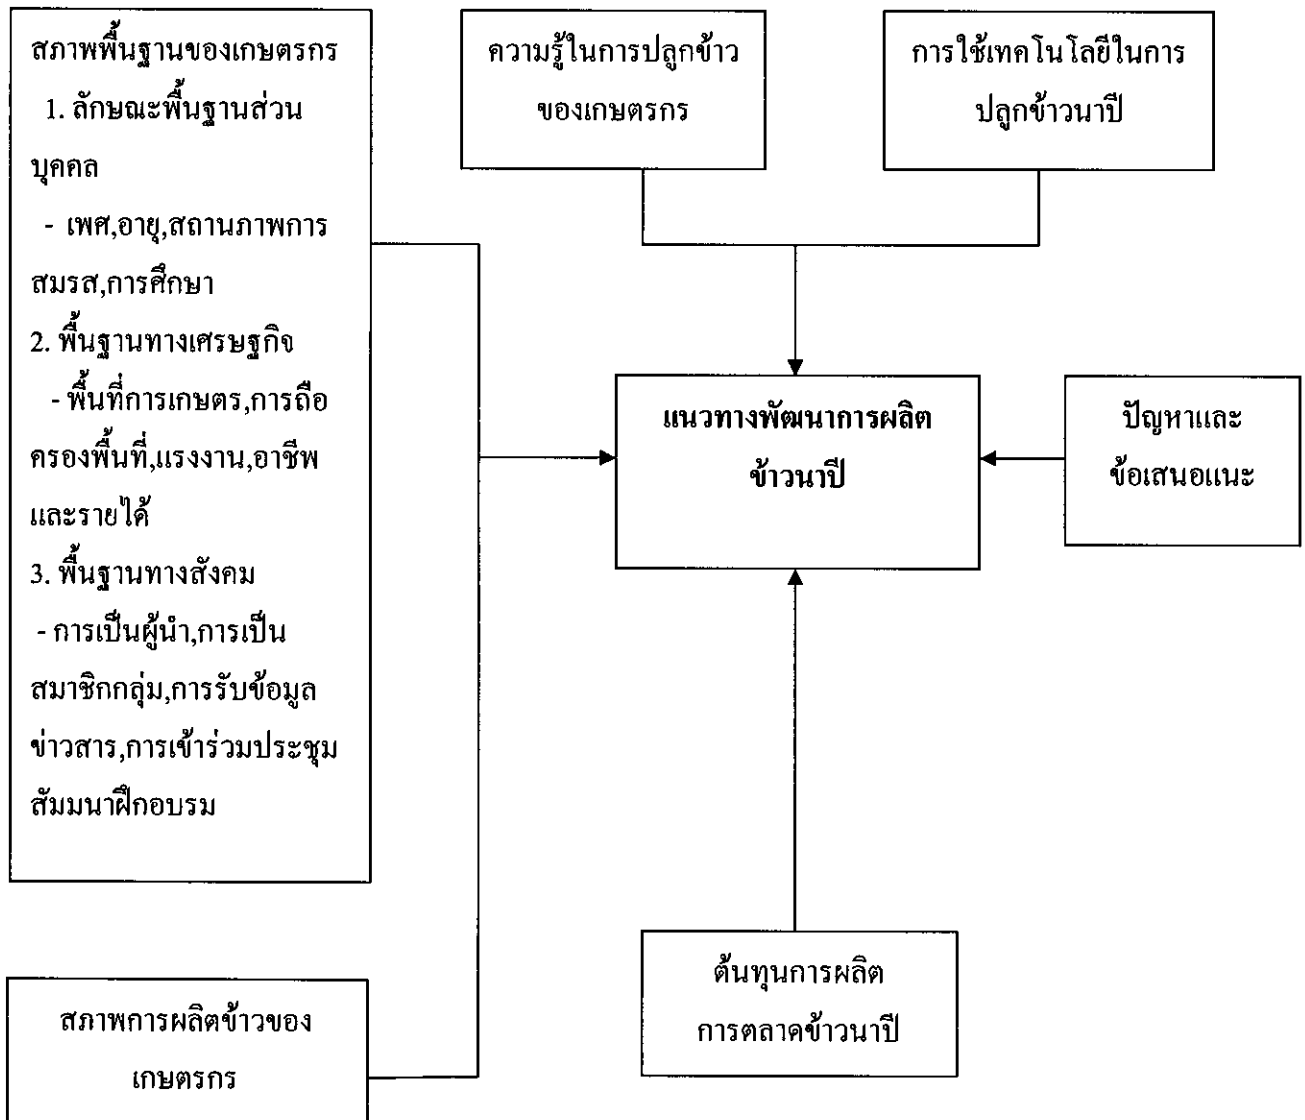 สภาพพื้นฐานของเกษตรกร
1. ลักษณะพื้นฐานส่วน
บุคคล
- เพศ,อายุ,สถานภาพการ
สมรส,การศึกษา
2. พื้นฐานทางเศรษฐกิจ
- พื้นที่การเกษตร,การถือ
ครองพื้นที่,แรงงาน,อาชีพ
และรายได้
3. พื้นฐานทางสังคม
- การเป็นผู้นำ,การเป็น
สมาชิกกลุ่ม,การรับข้อมูล
ข่าวสาร,การเข้าร่วมประชุม
สัมมนาฝึกอบรม
ความรู้ในการปลูกข้าว
ของเกษตรกร
การใช้เทคโนโลยีในการ
ปลูกข้าวนาปี
แนวทางพัฒนาการผลิต
ข้าวนาปี
ปัญหาและ
ข้อเสนอแนะ
ต้นทุนการผลิต
การตลาดข้าวนาปี
สภาพการผลิตข้าวของ
เกษตรกร